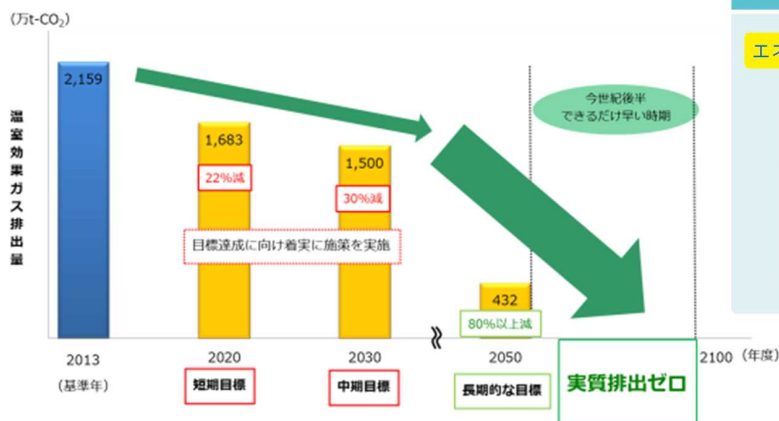 (万t-CO2)
温室効果ガス排出量
2,159
1,683
22%減
1,500
30%減
目標達成に向け着実に施策を実施
432
80%以上減
今世紀後半
できるだけ早い時期
2013
(基準年)
2020
短期目標
2030
中期目標
2050
長期的な目標
実質排出ゼロ
2100
(年度)